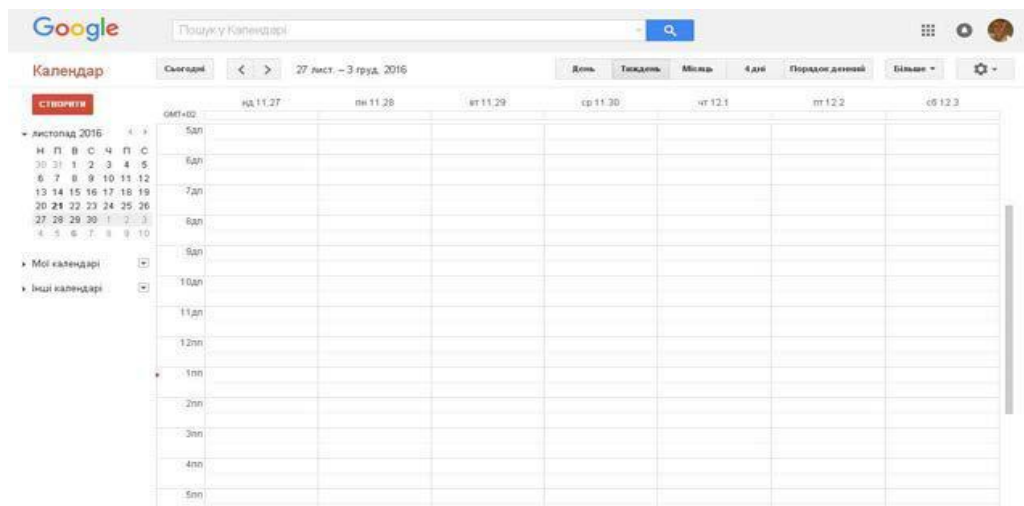 Google
Пошук у Календарі
Календар
Сьогодні
27 лист. – 3 груд. 2016
День Тиждень Місяць 4 дні Порядок денний Більше
СТВОРИТИ
листопад 2016
Н П В С Ч П С
30 31 1 2 3 4 5
6 7 8 9 10 11 12
13 14 15 16 17 18 19
20 21 22 23 24 25 26
27 28 29 30 1 2 3
4 5 6 7 8 9 10
Мої календарі
Інші календарі
нд 11.27 пн 11.28 вт 11.29 ср 11.30 чт 12.1 пт 12.2 сб 12.3
GMT+02
5дп
6дп
7дп
8дп
9дп
10дп
11дп
12пп
1пп
2пп
3пп
4пп
5пп